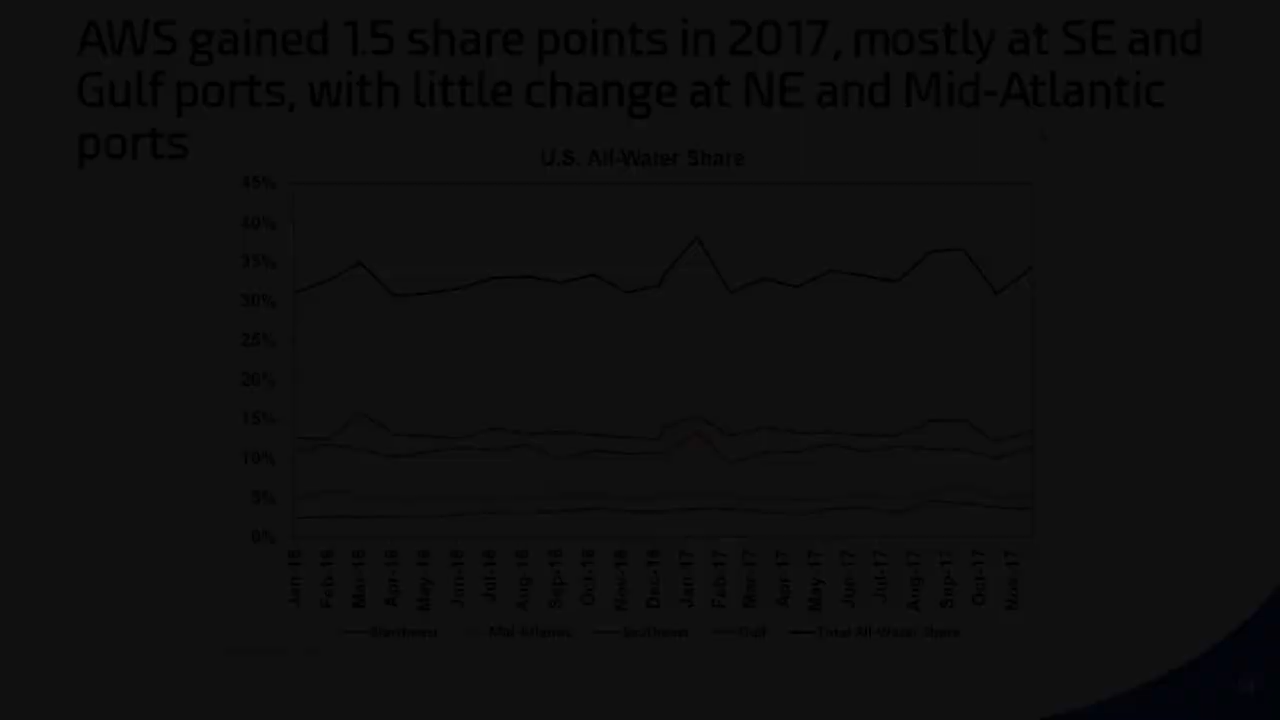 AWS gained 1.5 share points in 2017, mostly at SE and
Gulf ports, with little change at NE and Mid-Atlantic
ports
U.S. All-Water Share
45%
40%
35%
30%
25%
20%
15%
10%
5%
0%
Jan-16 Feb-16 Mar-16 Apr-16 May-16 Jun-16 Jul-16 Aug-16 Sep-16 Oct-16 Nov-16 Dec-16 Jan-17 Feb-17 Mar-17 Apr-17 May-17 Jun-17 Jul-17 Aug-17 Sep-17 Oct-17 Nov-17
Northeast Mid-Atlantic Southeast Gulf Total All-Water Share